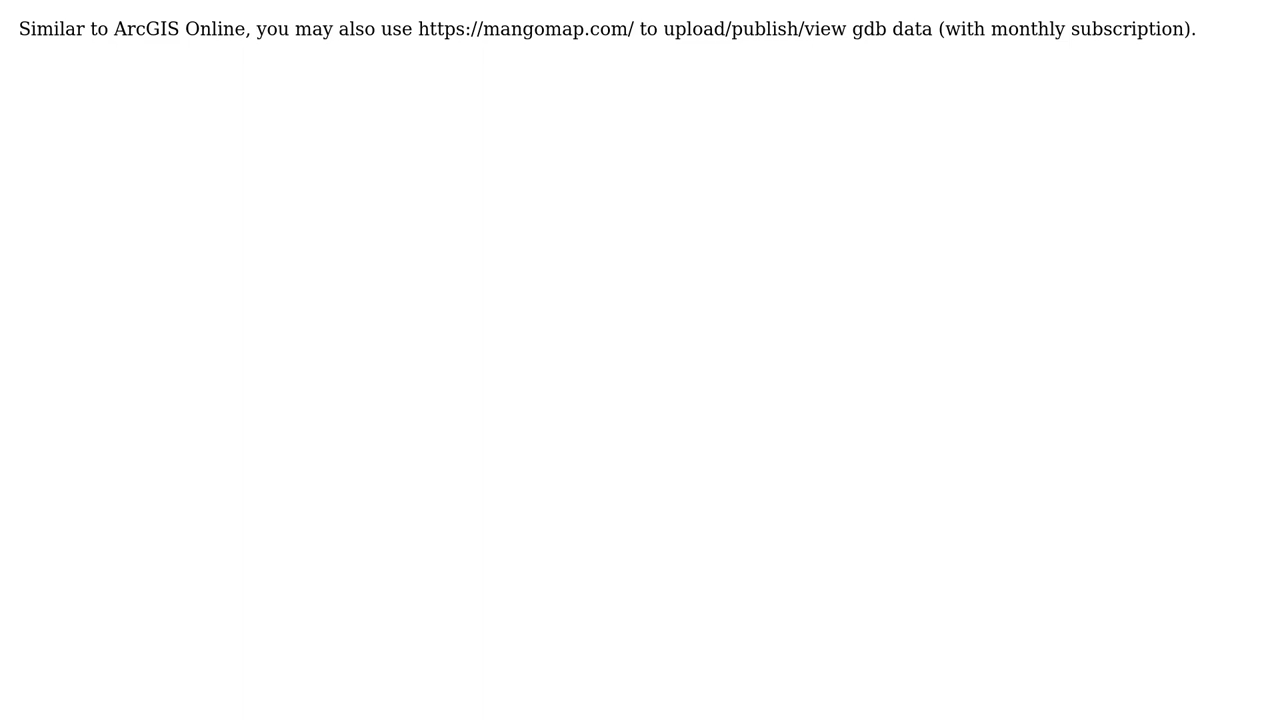 Similar to ArcGIS Online, you may also use https://mangomap.com/ to upload/publish/view gdb data (with monthly subscription).